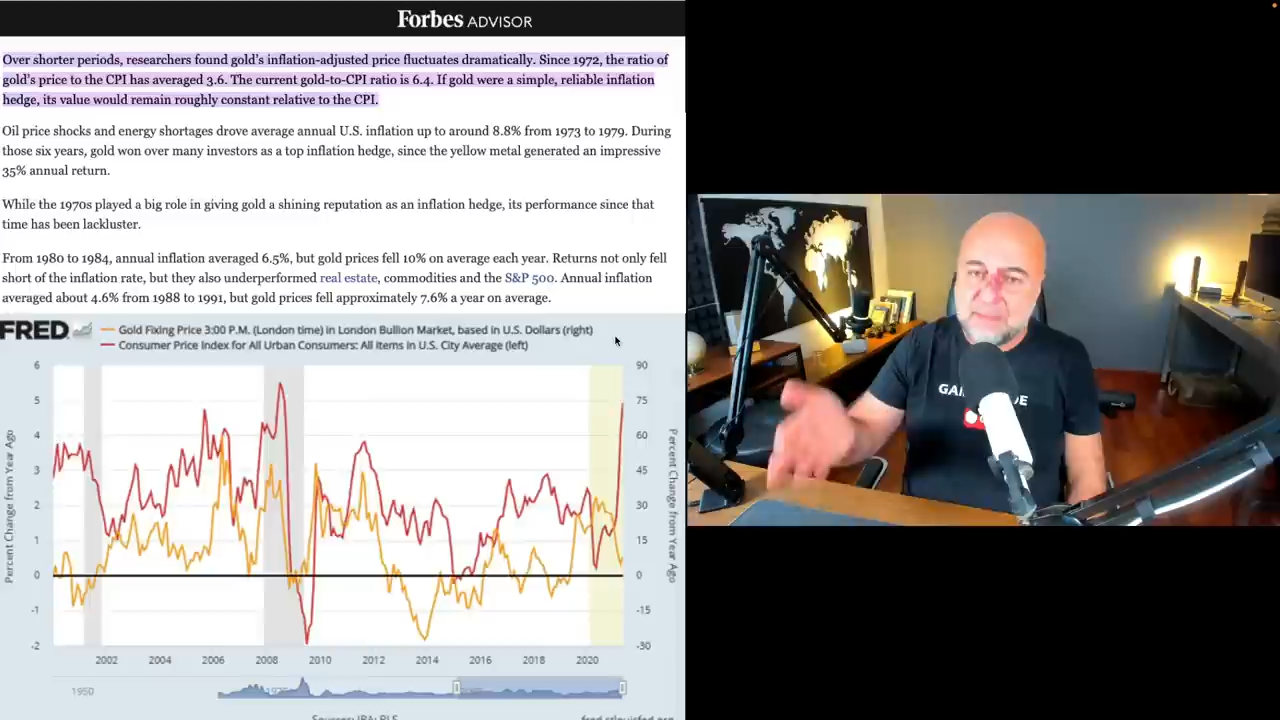 Forbes ADVISOR
Over shorter periods, researchers found gold's inflation-adjusted price fluctuates dramatically. Since 1972, the ratio of
gold's price to the CPI has averaged 3.6. The current gold-to-CPI ratio is 6.4. If gold were a simple, reliable inflation
hedge, its value would remain roughly constant relative to the CPI.
Oil price shocks and energy shortages drove average annual U.S. inflation up to around 8.8% from 1973 to 1979. During
those six years, gold won over many investors as a top inflation hedge, since the yellow metal generated an impressive
35% annual return.
While the 1970s played a big role in giving gold a shining reputation as an inflation hedge, its performance since that
time has been lackluster.
From 1980 to 1984, annual inflation averaged 6.5%, but gold prices fell 10% on average each year. Returns not only fell
short of the inflation rate, but they also underperformed real estate, commodities and the S&P 500. Annual inflation
averaged about 4.6% from 1988 to 1991, but gold prices fell approximately 7.6% a year on average.
FRED
Gold Fixing Price 3:00 P.M. (London time) in London Bullion Market, based in U.S. Dollars (right)
Consumer Price Index for All Urban Consumers: All Items in U.S. City Average (left)
Percent Change from Year Ago
6
5
4
3
2
1
0
-1
-2
90
75
60
45
30
15
0
-15
-30
Percent Change from Year Ago
2002 2004 2006 2008 2010 2012 2014 2016 2018 2020
1950
Sources: IBA; BLS
fred.stlouisfed.org